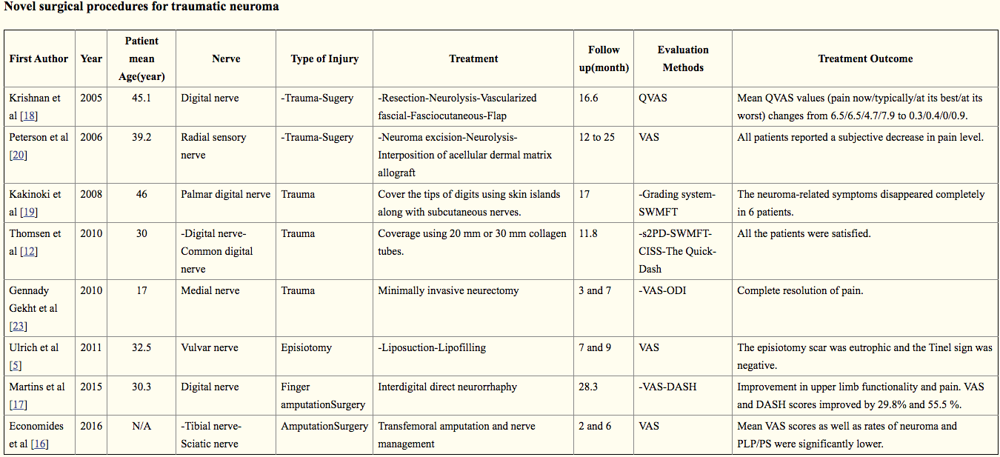 Novel surgical procedures for traumatic neuroma
First Author Year Patient mean Age(year) Nerve Type of Injury Treatment Follow up(month) Evaluation Methods Treatment Outcome
Krishnan et 2005 45.1 Digital nerve -Trauma-Sugery -Resection-Neurolysis-Vascularized 16.6 QVAS Mean QVAS values (pain now/typically/at its best/at its
al [18] fascial-Fasciocutaneous-Flap worst) changes from 6.5/6.5/4.7/7.9 to 0.3/0.4/0/0.9.
Peterson et al 2006 39.2 Radial sensory -Trauma-Sugery -Neuroma excision-Neurolysis- 12 to 25 VAS All patients reported a subjective decrease in pain level.
[20] nerve Interposition of acellular dermal matrix
allograft
Kakinoki et 2008 46 Palmar digital nerve Trauma Cover the tips of digits using skin islands 17 -Grading system- The neuroma-related symptoms disappeared completely
al [19] along with subcutaneous nerves. SWMFT in 6 patients.
Thomsen et 2010 30 -Digital nerve- Trauma Coverage using 20 mm or 30 mm collagen 11.8 -s2PD-SWMFT- All the patients were satisfied.
al [12] Common digital tubes. CISS-The Quick-
nerve Dash
Gennady 2010 17 Medial nerve Trauma Minimally invasive neurectomy 3 and 7 -VAS-ODI Complete resolution of pain.
Gekht et al
[23]
Ulrich et al 2011 32.5 Vulvar nerve Episiotomy -Liposuction-Lipofilling 7 and 9 VAS The episiotomy scar was eutrophic and the Tinel sign was
[5] negative.
Martins et al 2015 30.3 Digital nerve Finger Interdigital direct neurorrhaphy 28.3 -VAS-DASH Improvement in upper limb functionality and pain. VAS
[17] amputationSurgery and DASH scores improved by 29.8% and 55.5 %.
Economides 2016 N/A -Tibial nerve- AmputationSurgery Transfemoral amputation and nerve 2 and 6 VAS Mean VAS scores as well as rates of neuroma and
et al [16] Sciatic nerve management PLP/PS were significantly lower.